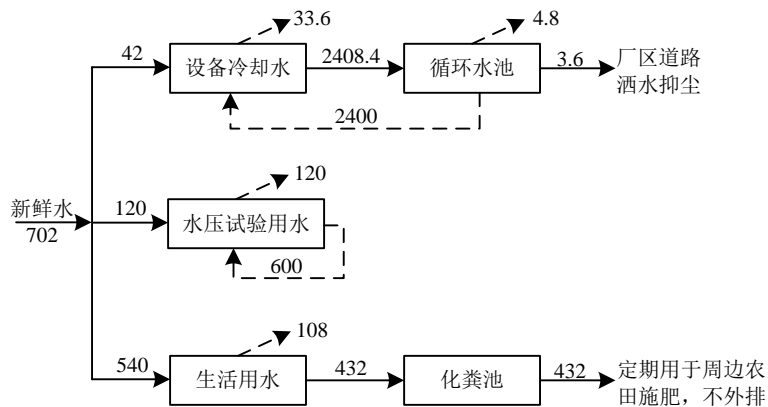 33.6
4.8
42
设备冷却水
2408.4
循环水池
3.6
厂区道路
洒水抑尘
2400
新鲜水
702
120
120
水压试验用水
600
108
540
生活用水
432
化粪池
432
定期用于周边农
田施肥，不外排